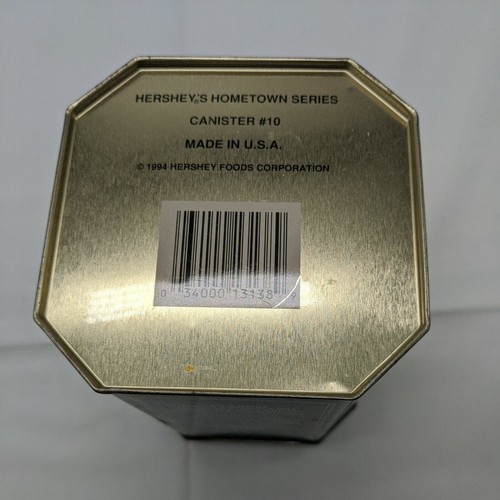 HERSHEY'S HOMETOWN SERIES
CANISTER #10
MADE IN U.S.A.
© 1994 HERSHEY FOODS CORPORATION
0 34000 13138